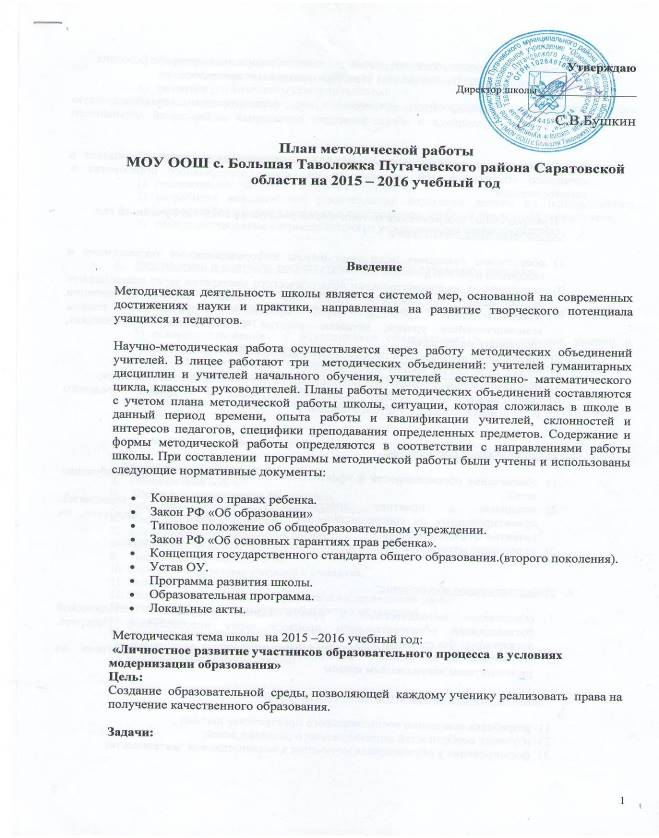 Утверждаю
Директор школы
С.В.Бушкин
План методической работы
МОУ ООШ с. Большая Таволожка Пугачевского района Саратовской
области на 2015 – 2016 учебный год
Введение
Методическая деятельность школы является системой мер, основанной на современных
достижениях науки и практики, направленная на развитие творческого потенциала
учащихся и педагогов.
Научно-методическая работа осуществляется через работу методических объединений
учителей. В лицее работают три методических объединений: учителей гуманитарных
дисциплин и учителей начального обучения, учителей естественно- математического
цикла, классных руководителей. Планы работы методических объединений составляются
с учетом плана методической работы школы, ситуации, которая сложилась в школе в
данный период времени, опыта работы и квалификации учителей, склонностей и
интересов педагогов, специфики преподавания определенных предметов. Содержание и
формы методической работы определяются в соответствии с направлениями работы
школы. При составлении программы методической работы были учтены и использованы
следующие нормативные документы:
• Конвенция о правах ребенка.
• Закон РФ «Об образовании»
• Типовое положение об общеобразовательном учреждении.
• Закон РФ «Об основных гарантиях прав ребенка».
• Концепция государственного стандарта общего образования.(второго поколения).
• Устав ОУ.
• Программа развития школы.
• Образовательная программа.
• Локальные акты.
Методическая тема школы на 2015 –2016 учебный год:
«Личностное развитие участников образовательного процесса в условиях
модернизации образования»
Цель:
Создание образовательной среды, позволяющей каждому ученику реализовать права на
получение качественного образования.
Задачи:
1